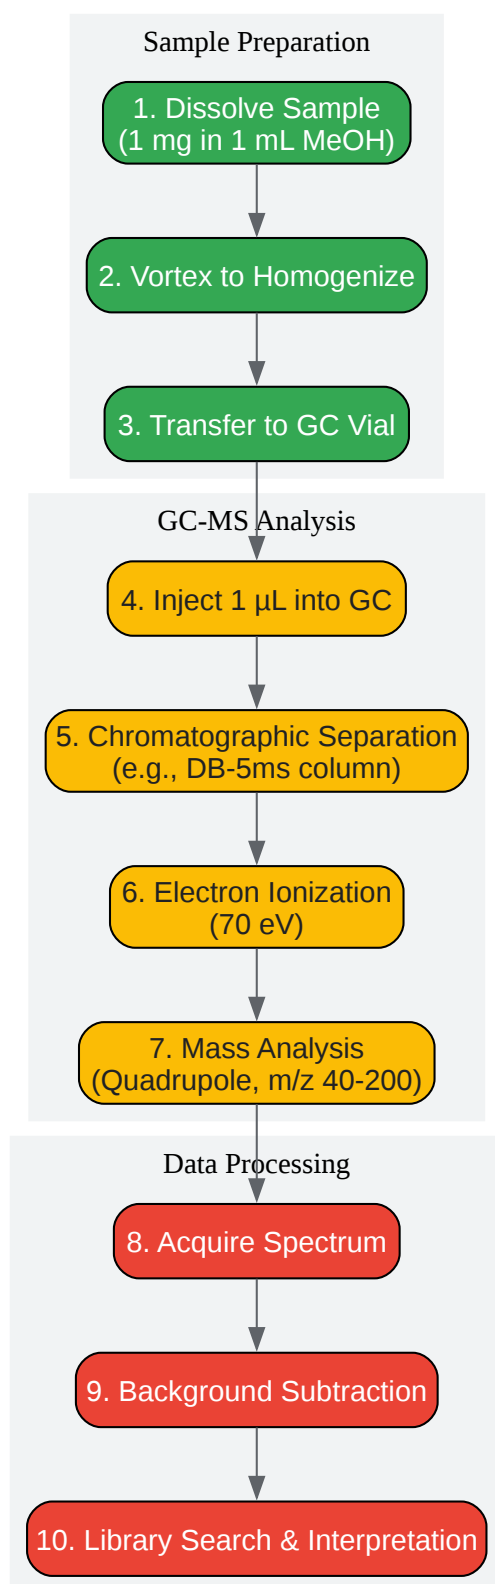 Sample Preparation
1. Dissolve Sample
(1 mg in 1 mL MeOH)
2. Vortex to Homogenize
3. Transfer to GC Vial
GC-MS Analysis
4. Inject 1 µL into GC
5. Chromatographic Separation
(e.g., DB-5ms column)
6. Electron Ionization
(70 eV)
7. Mass Analysis
(Quadrupole, m/z 40-200)
Data Processing
8. Acquire Spectrum
9. Background Subtraction
10. Library Search & Interpretation